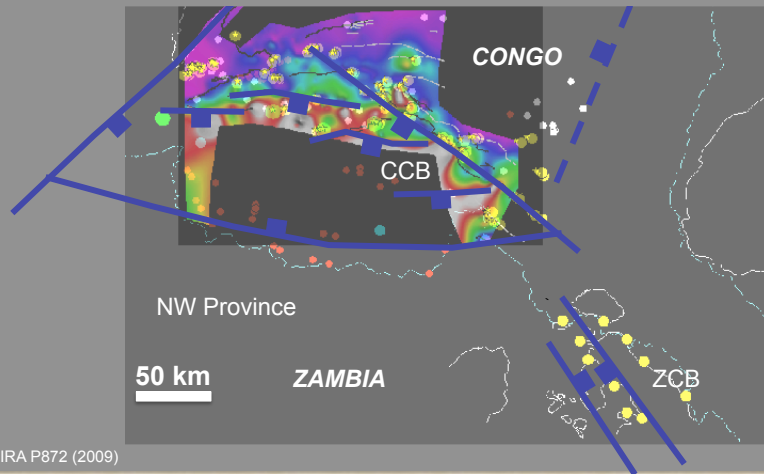 CONGO
CCB
NW Province
50 km
ZAMBIA
ZCB
IRA P872 (2009)